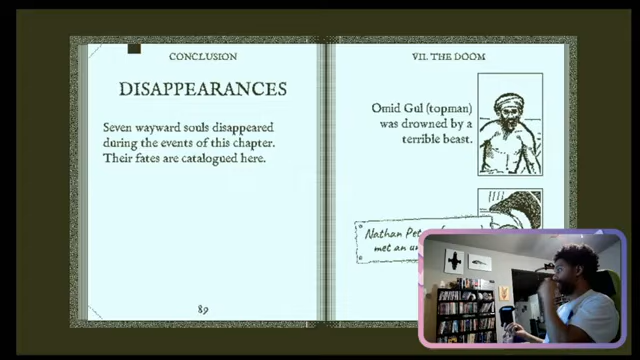 CONCLUSION
DISAPPEARANCES
Seven wayward souls disappeared
during the events of this chapter.
Their fates are catalogued here.
89
VII. THE DOOM
Omid Gul (topman)
was drowned by a
terrible beast.
Nathan
met an